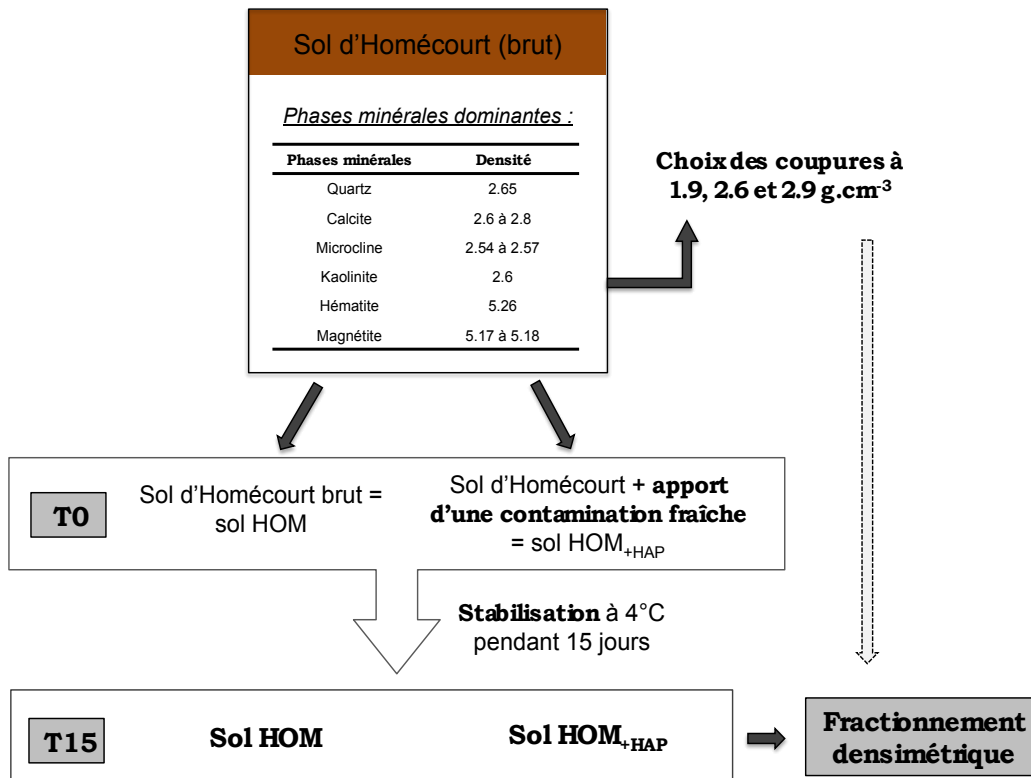 Sol d'Homécourt (brut)
Phases minérales dominantes :
Phases minérales Densité
Quartz 2.65
Calcite 2.6 à 2.8
Microcline 2.54 à 2.57
Kaolinite 2.6
Hématite 5.26
Magnétite 5.17 à 5.18
Choix des coupures à
1.9, 2.6 et 2.9 g.cm⁻³
T0
Sol d'Homécourt brut =
sol HOM
Sol d'Homécourt + apport
d'une contamination fraîche
= sol HOM₊HAP
Stabilisation à 4°C
pendant 15 jours
T15
Sol HOM
Sol HOM₊HAP
Fractionnement
densimétrique